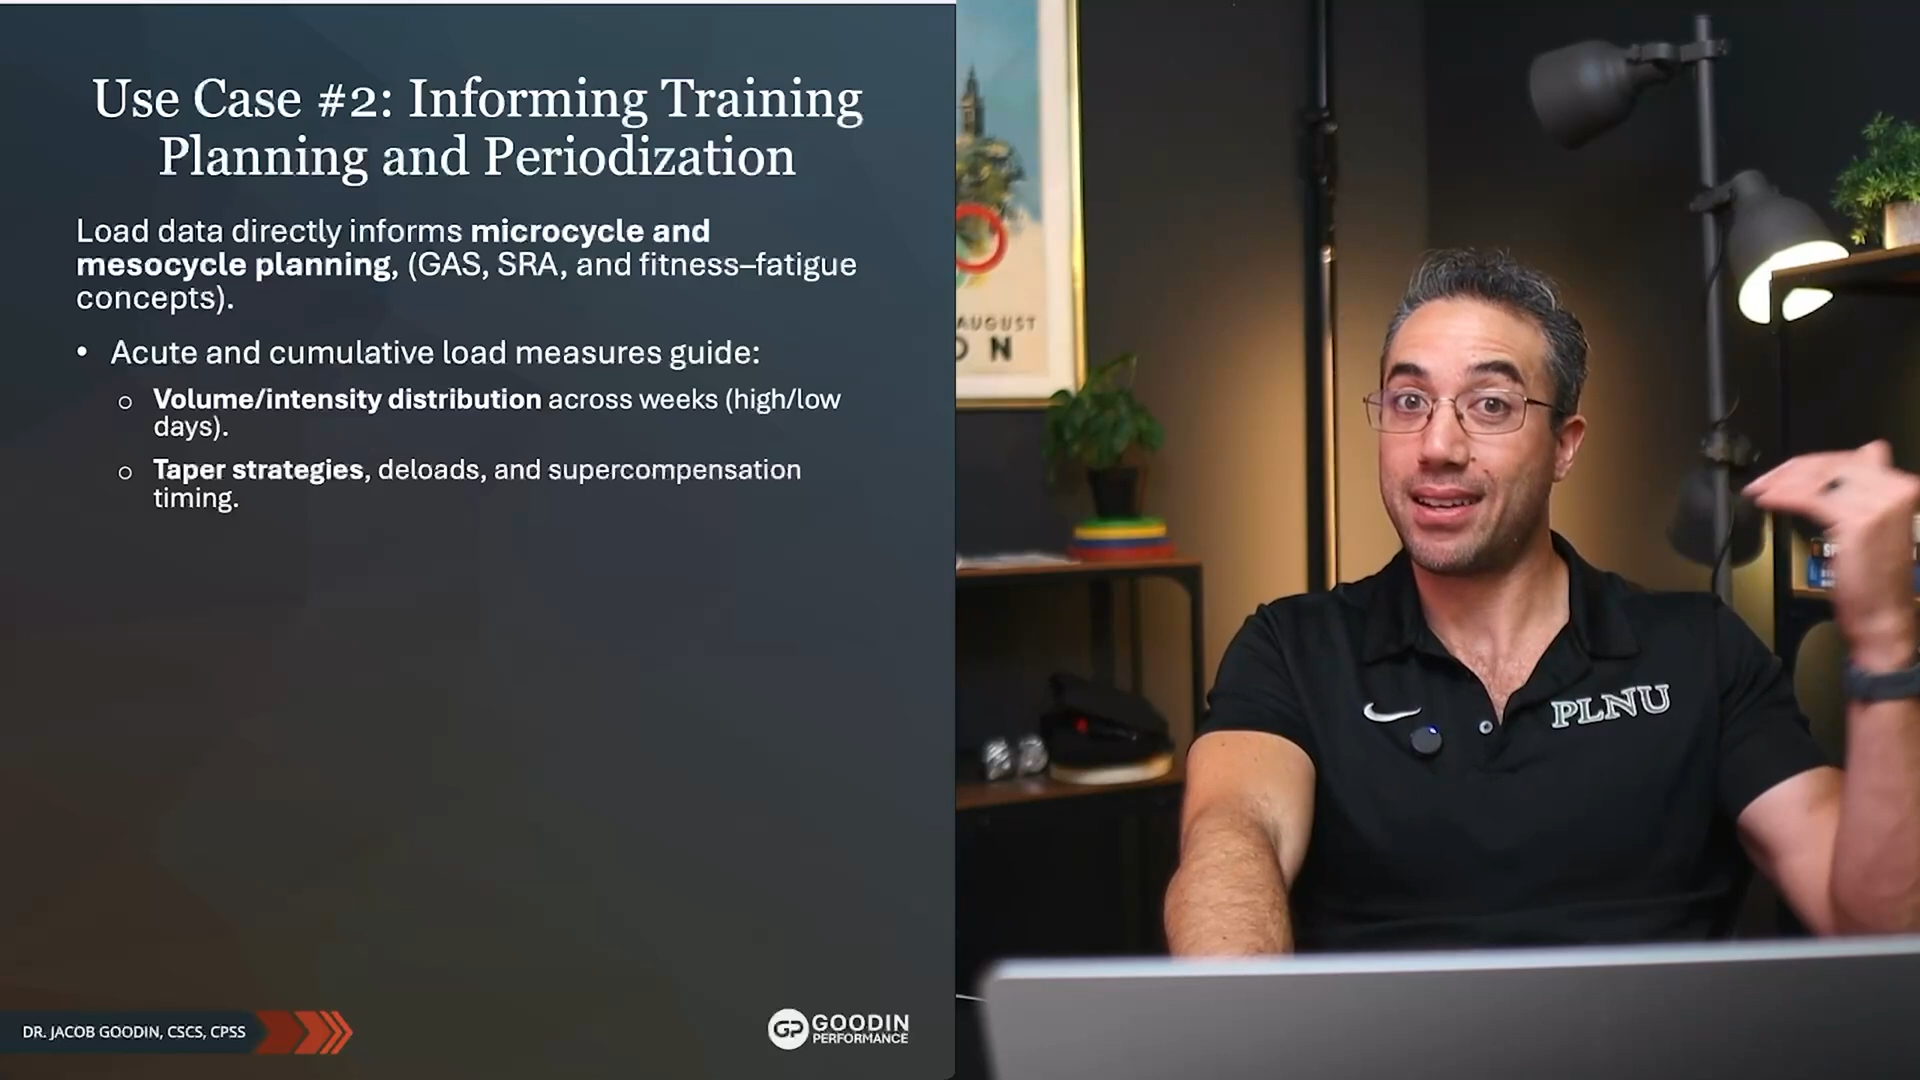 Use Case #2: Informing Training
Planning and Periodization
Load data directly informs microcycle and
mesocycle planning, (GAS, SRA, and fitness–fatigue
concepts).
• Acute and cumulative load measures guide:
o Volume/intensity distribution across weeks (high/low
days).
o Taper strategies, deloads, and supercompensation
timing.
DR. JACOB GOODIN, CSCS, CPSS
GP GOODIN
PERFORMANCE
AUGUST
ON
PLNU